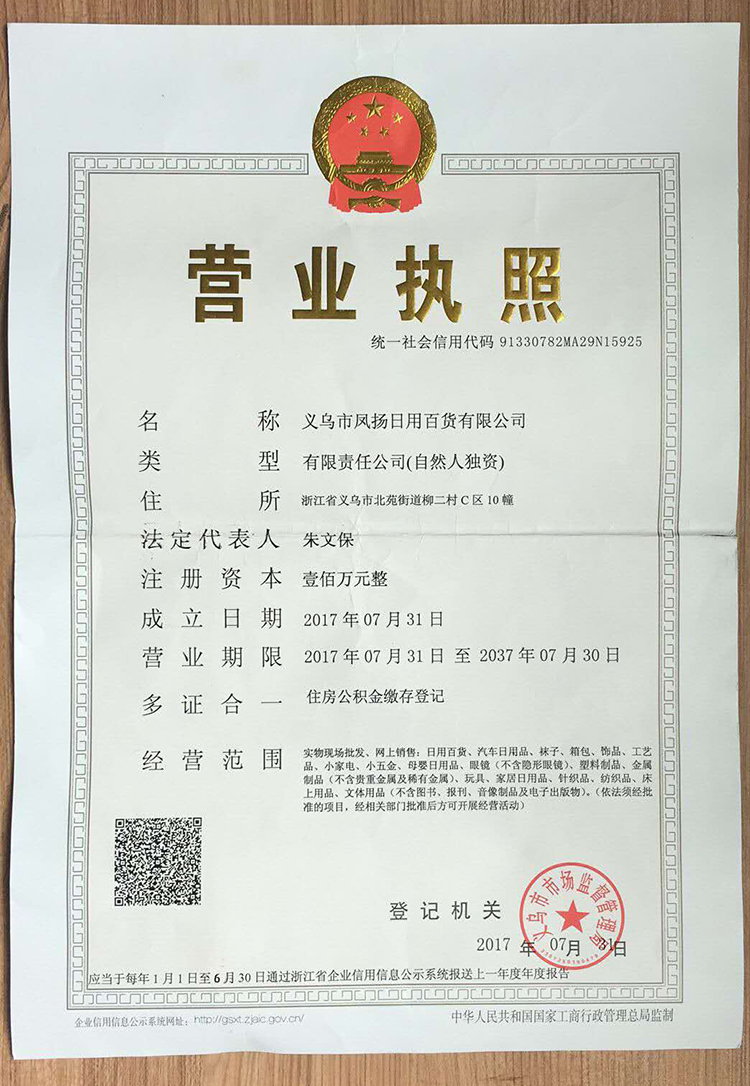 营业执照
统一社会信用代码 91330782MA29N15925
名称 义乌市凤扬日用百货有限公司
类型 有限责任公司(自然人独资)
住所 浙江省义乌市北苑街道柳二村C区10幢
法定代表人 朱文保
注册资本 壹佰万元整
成立日期 2017年07月31日
营业期限 2017年07月31日至2037年07月30日
多证合一 住房公积金缴存登记
经营范围 实物现场批发、网上销售：日用百货、汽车日用品、袜子、箱包、饰品、工艺
品、小家电、小五金、母婴日用品、眼镜（不含隐形眼镜）、塑料制品、金属
制品（不含贵重金属及稀有金属）、玩具、家居日用品、针织品、纺织品、床
上用品、文体用品（不含图书、报刊、音像制品及电子出版物）。（依法须经批
准的项目，经相关部门批准后方可开展经营活动）
登记机关
义乌市市场监督管理局
2017年07月31日
应当于每年1月1日至6月30日通过浙江省企业信用信息公示系统报送上一年度年度报告
企业信用信息公示系统网址：http://gsxt.zjaic.gov.cn/
中华人民共和国国家工商行政管理总局监制